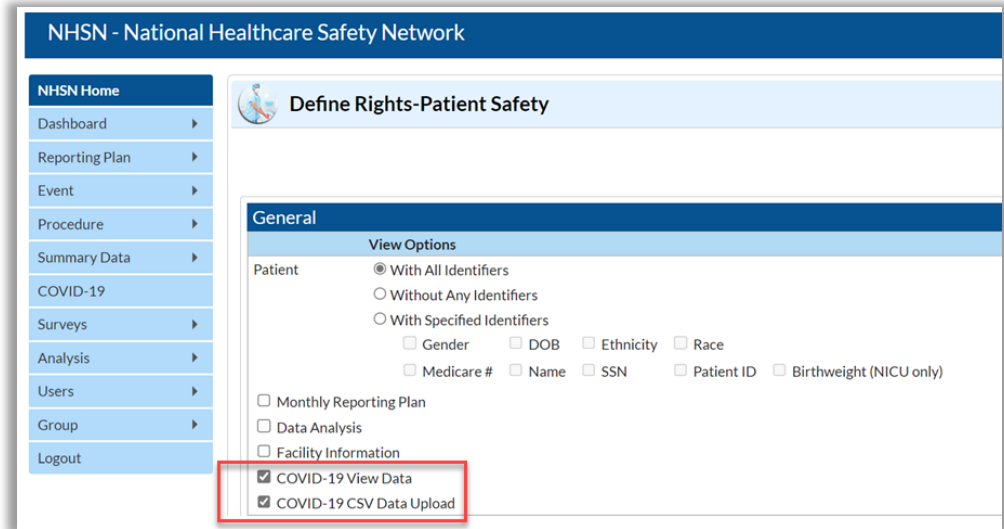 NHSN - National Healthcare Safety Network
NHSN Home
Dashboard
Reporting Plan
Event
Procedure
Summary Data
COVID-19
Surveys
Analysis
Users
Group
Logout
Define Rights-Patient Safety
General
View Options
Patient With All Identifiers
Without Any Identifiers
With Specified Identifiers
Gender DOB Ethnicity Race
Medicare # Name SSN Patient ID Birthweight (NICU only)
Monthly Reporting Plan
Data Analysis
Facility Information
COVID-19 View Data
COVID-19 CSV Data Upload